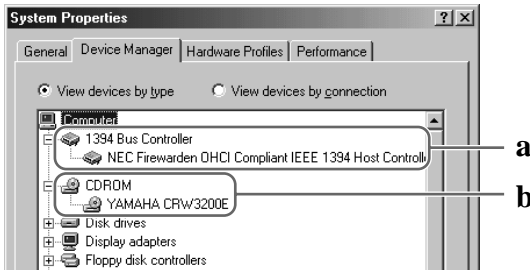 System Properties
General Device Manager Hardware Profiles Performance
View devices by type View devices by connection
Computer
1394 Bus Controller
NEC Firewarden OHCI Compliant IEEE 1394 Host Controll
a
CDROM
YAMAHA CRW3200E
b
Disk drives
Display adapters
Floppy disk controllers